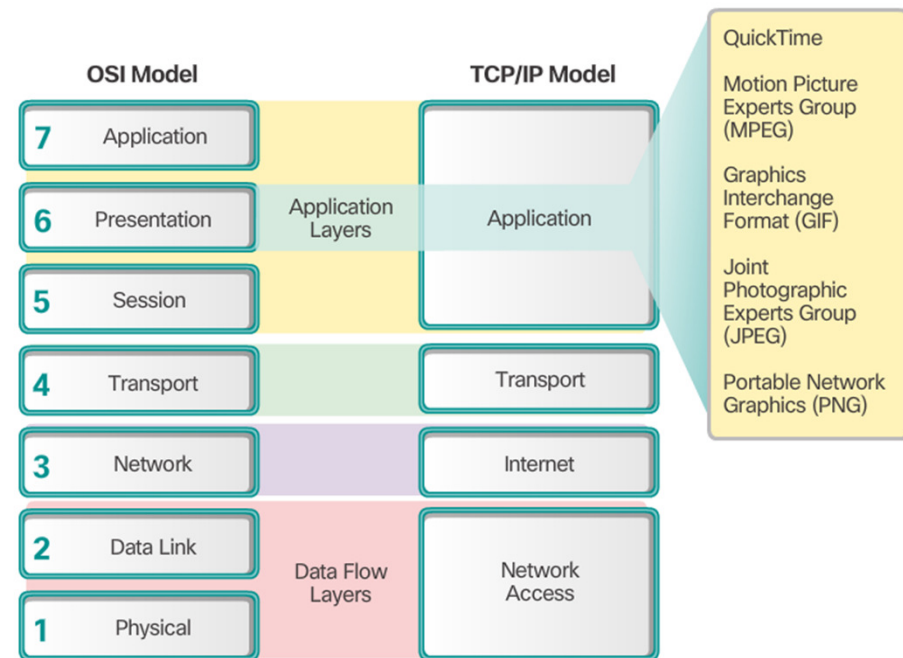 OSI Model
TCP/IP Model
7 Application
6 Presentation
5 Session
4 Transport
3 Network
2 Data Link
1 Physical
Application
Layers
Data Flow
Layers
Application
Transport
Internet
Network
Access
QuickTime
Motion Picture
Experts Group
(MPEG)
Graphics
Interchange
Format (GIF)
Joint
Photographic
Experts Group
(JPEG)
Portable Network
Graphics (PNG)